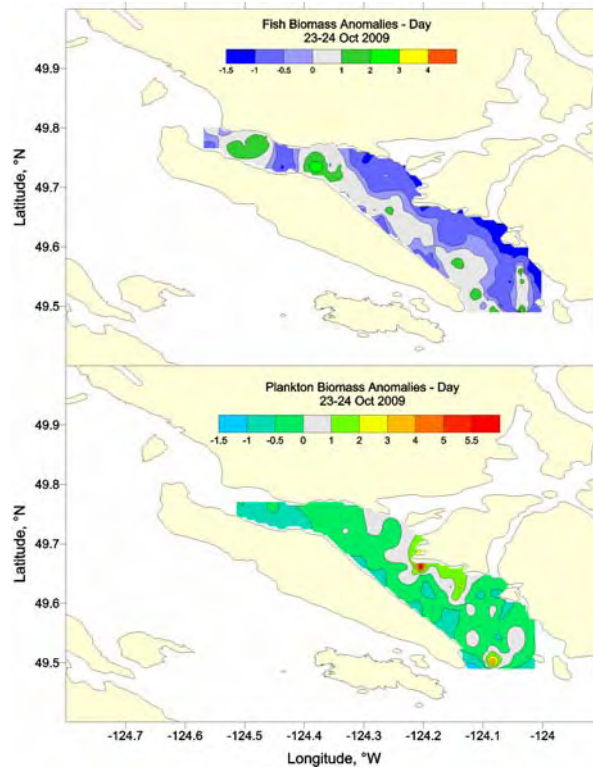 Fish Biomass Anomalies - Day
23-24 Oct 2009
-1.5 -1 -0.5 0 1 2 3 4
49.9
49.8
49.7
49.6
49.5
Latitude, °N
Plankton Biomass Anomalies - Day
23-24 Oct 2009
-1.5 -1 -0.5 0 1 2 3 4 5 5.5
49.9
49.8
49.7
49.6
49.5
Latitude, °N
-124.7 -124.6 -124.5 -124.4 -124.3 -124.2 -124.1 -124
Longitude, °W